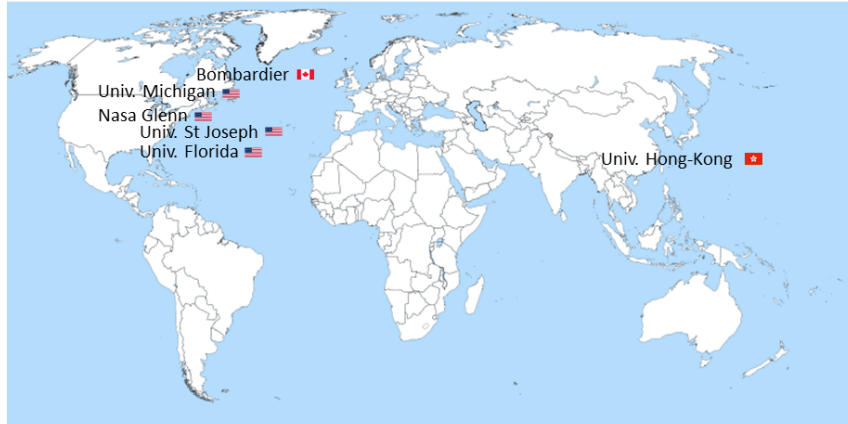 Bombardier
Univ. Michigan
Nasa Glenn
Univ. St Joseph
Univ. Florida
Univ. Hong-Kong